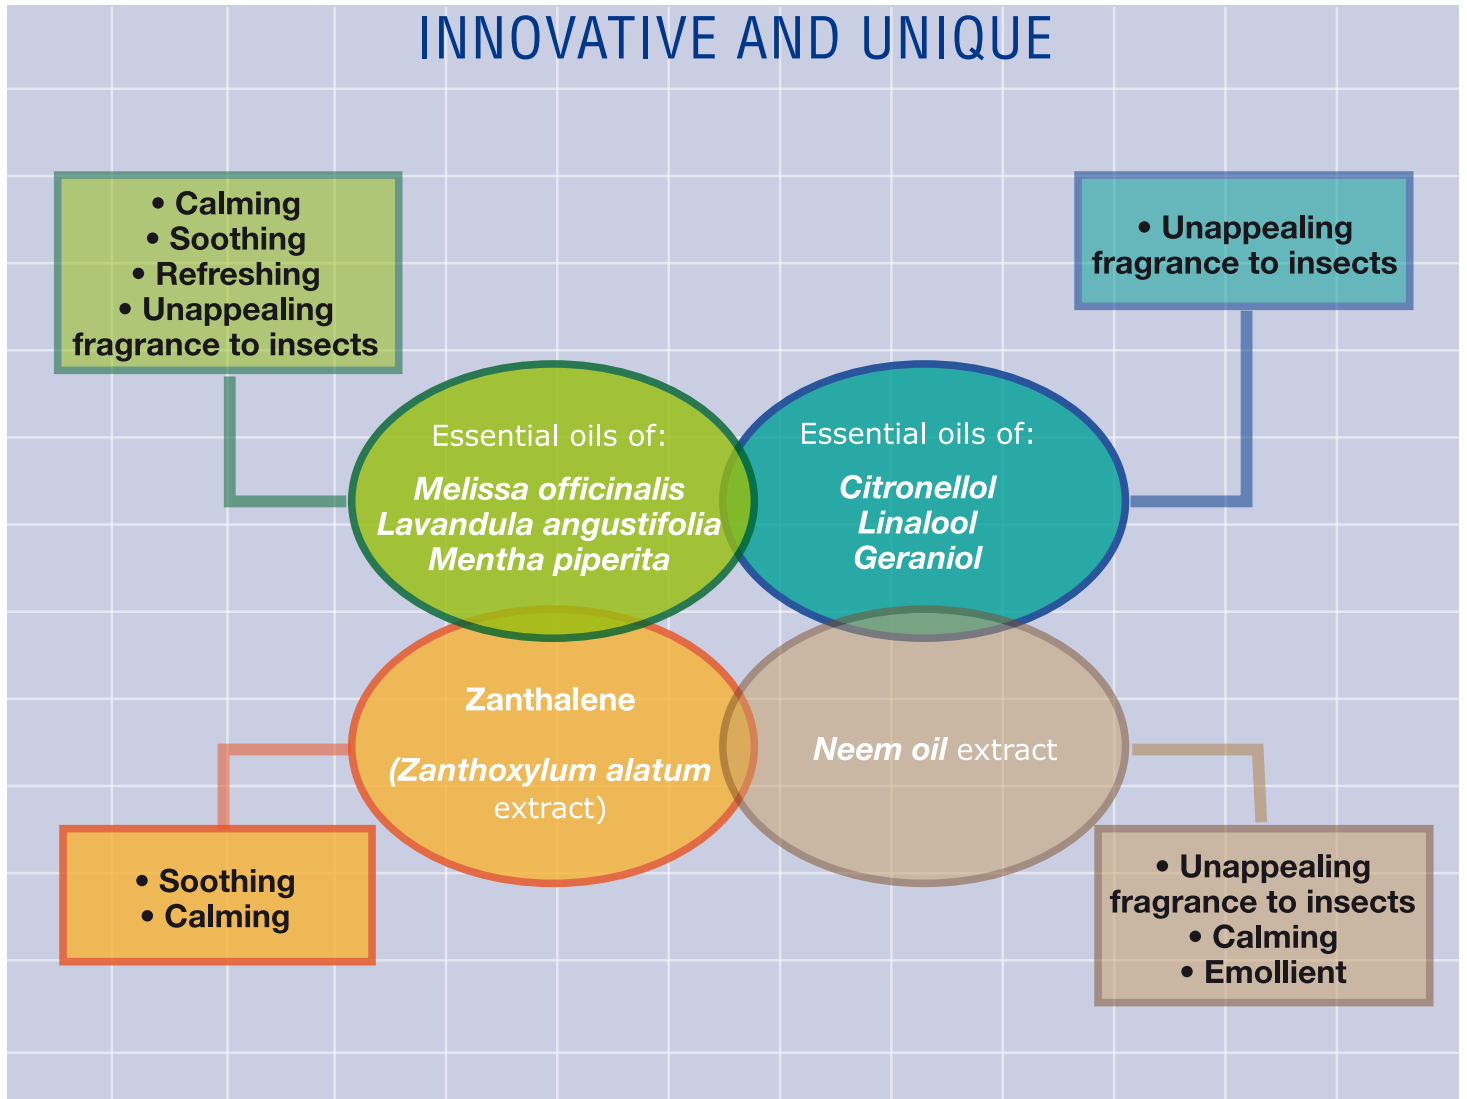 INNOVATIVE AND UNIQUE
• Calming
• Soothing
• Refreshing
• Unappealing
fragrance to insects
• Unappealing
fragrance to insects
Essential oils of:
Melissa officinalis
Lavandula angustifolia
Mentha piperita
Essential oils of:
Citronellol
Linalool
Geraniol
Zanthalene
(Zanthoxylum alatum
extract)
Neem oil extract
• Soothing
• Calming
• Unappealing
fragrance to insects
• Calming
• Emollient